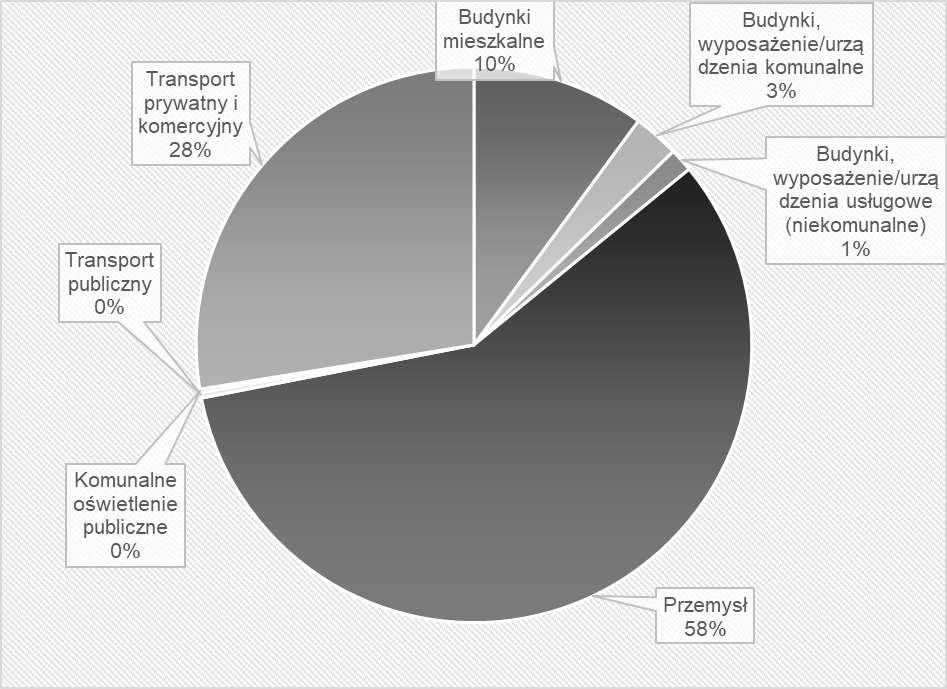 Budynki
mieszkalne
10%
Budynki,
wyposażenie/urzą
dzenia komunalne
3%
Budynki,
wyposażenie/urzą
dzenia usługowe
(niekomunalne)
1%
Przemysł
58%
Komunalne
oświetlenie
publiczne
0%
Transport
publiczny
0%
Transport
prywatny i
komercyjny
28%